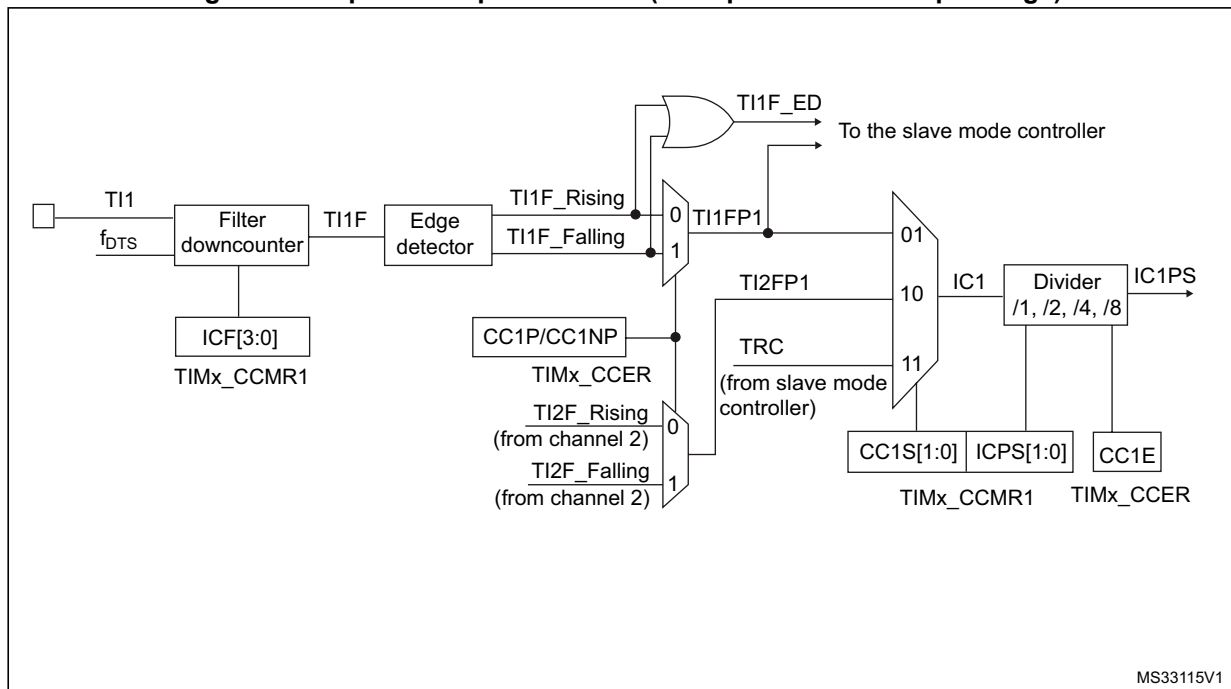 TI1F_ED
To the slave mode controller
TI1
f_DTS
Filter
downcounter
TI1F
Edge
detector
TI1F_Rising
TI1F_Falling
0
1
TI1FP1
TI2FP1
TRC
(from slave mode
controller)
01
10
11
IC1
Divider
/1, /2, /4, /8
IC1PS
ICF[3:0]
TIMx_CCMR1
CC1P/CC1NP
TIMx_CCER
TI2F_Rising
(from channel 2)
TI2F_Falling
(from channel 2)
0
1
CC1S[1:0]
ICPS[1:0]
TIMx_CCMR1
CC1E
TIMx_CCER
MS33115V1